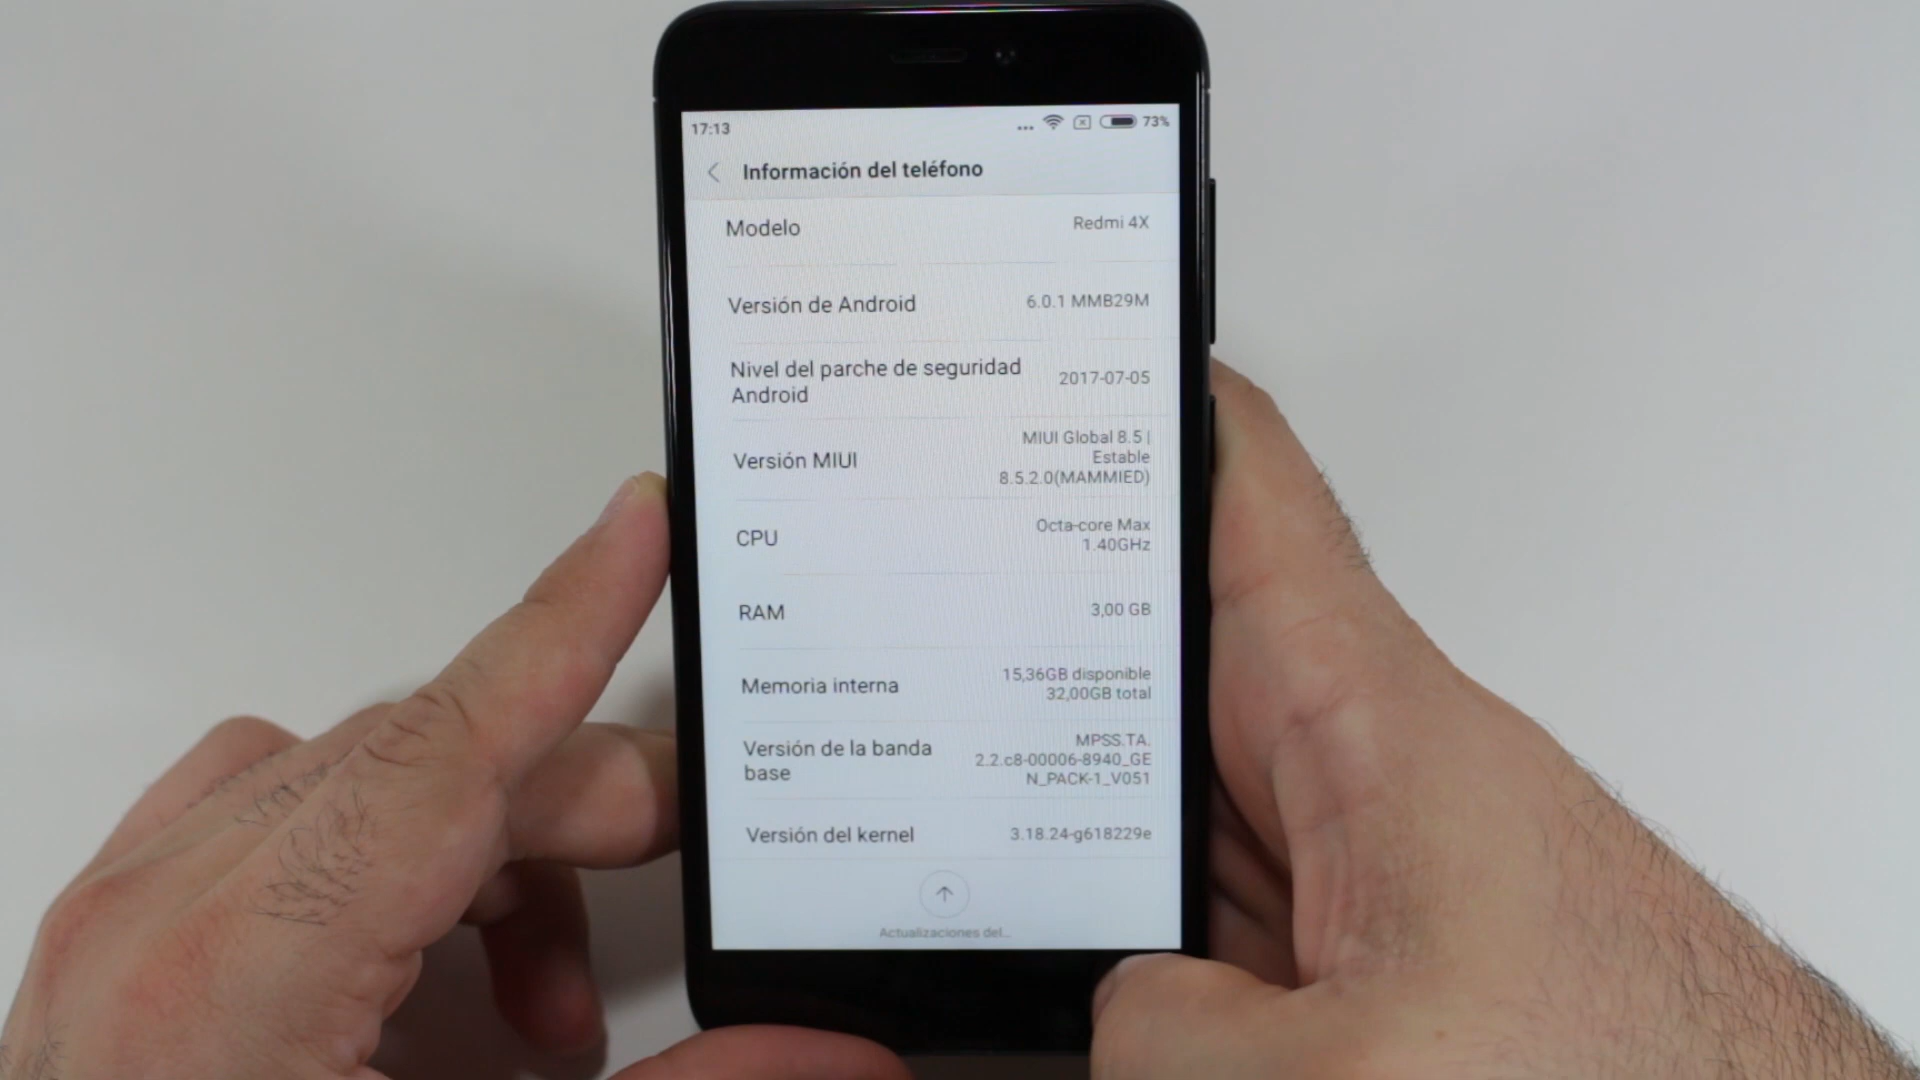 17:13 ... 73%
Información del teléfono
Modelo Redmi 4X
Versión de Android 6.0.1 MMB29M
Nivel del parche de seguridad
Android
2017-07-05
Versión MIUI
MIUI Global 8.5 |
Estable
8.5.2.0(MAMMIED)
CPU
Octa-core Max
1.40GHz
RAM 3,00 GB
Memoria interna
15,36GB disponible
32,00GB total
Versión de la banda
base
MPSS.TA.
2.2.c8-00006-8940_GE
N_PACK-1_V051
Versión del kernel 3.18.24-g618229e
Actualizaciones del...